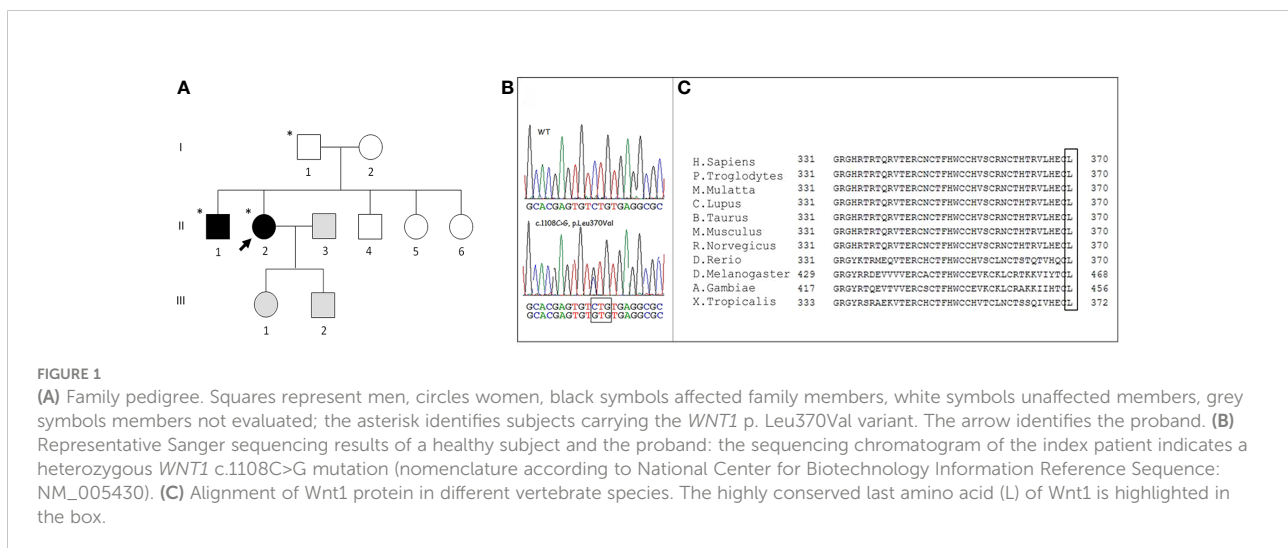 A
I
II
III
*
1
2
*
*
1
2
3
4
5
6
1
2
B
WT
GCACGAGTGTCTGTGAGGCGC
c.1108C>G, p.Leu370Val
GCACGAGTGTCTGTGAGGCGC
GCACGAGTGTGTGTGAGGCGC
C
H.Sapiens 331 GRGHRTRTQRVTERCNCTFHWCCHVSCRNCTHTRVLHECL 370
P.Troglodytes 331 GRGHRTRTQRVTERCNCTFHWCCHVSCRNCTHTRVLHECL 370
M.Mulatta 331 GRGHRTRTQRVTERCNCTFHWCCHVSCRNCTHTRVLHECL 370
C.Lupus 331 GRGHRTRTQRVTERCNCTFHWCCHVSCRNCTHTRVLHECL 370
B.Taurus 331 GRGHRTRTQRVTERCNCTFHWCCHVSCRNCTHTRVLHECL 370
M.Musculus 331 GRGHRTRTQRVTERCNCTFHWCCHVSCRNCTHTRVLHECL 370
R.Norvegicus 331 GRGHRTRTQRVTERCNCTFHWCCHVSCRNCTHTRVLHECL 370
D.Rerio 331 GRGYKTRMEQVTERCHCTFHWCCHVSCLNCTSTQTVHQCL 370
D.Melanogaster 429 GRGYRRDEVVVVERCACTFHWCCEVKCKLCRTKKVIYTCL 468
A.Gambiae 417 GRGYRTQEVTVVERCSCTFHWCCEVKCKLCRAKKIIHTCL 456
X.Tropicalis 333 GRGYRSRAEKVTERCHCTFHWCCHVTCLNCTSSQIVHECL 372
FIGURE 1
(A) Family pedigree. Squares represent men, circles women, black symbols affected family members, white symbols unaffected members, grey
symbols members not evaluated; the asterisk identifies subjects carrying the WNT1 p. Leu370Val variant. The arrow identifies the proband. (B)
Representative Sanger sequencing results of a healthy subject and the proband: the sequencing chromatogram of the index patient indicates a
heterozygous WNT1 c.1108C>G mutation (nomenclature according to National Center for Biotechnology Information Reference Sequence:
NM_005430). (C) Alignment of Wnt1 protein in different vertebrate species. The highly conserved last amino acid (L) of Wnt1 is highlighted in
the box.